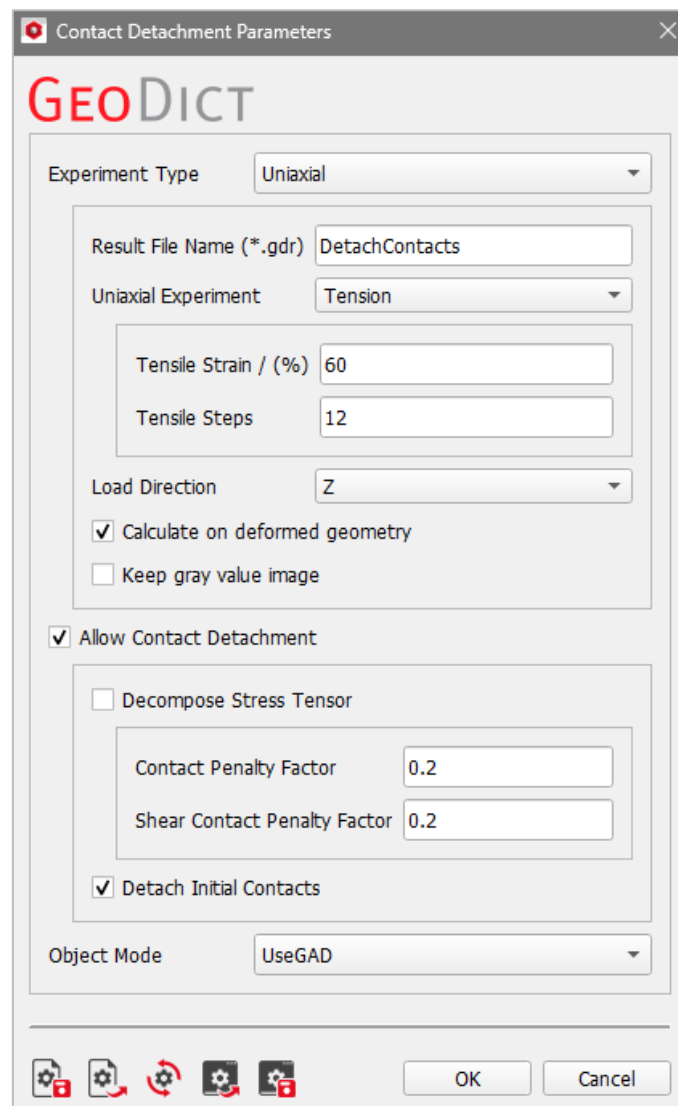 Contact Detachment Parameters
GEODICT
Experiment Type Uniaxial
Result File Name (*.gdr) DetachContacts
Uniaxial Experiment Tension
Tensile Strain / (%) 60
Tensile Steps 12
Load Direction Z
Calculate on deformed geometry
Keep gray value image
Allow Contact Detachment
Decompose Stress Tensor
Contact Penalty Factor 0.2
Shear Contact Penalty Factor 0.2
Detach Initial Contacts
Object Mode UseGAD
OK Cancel